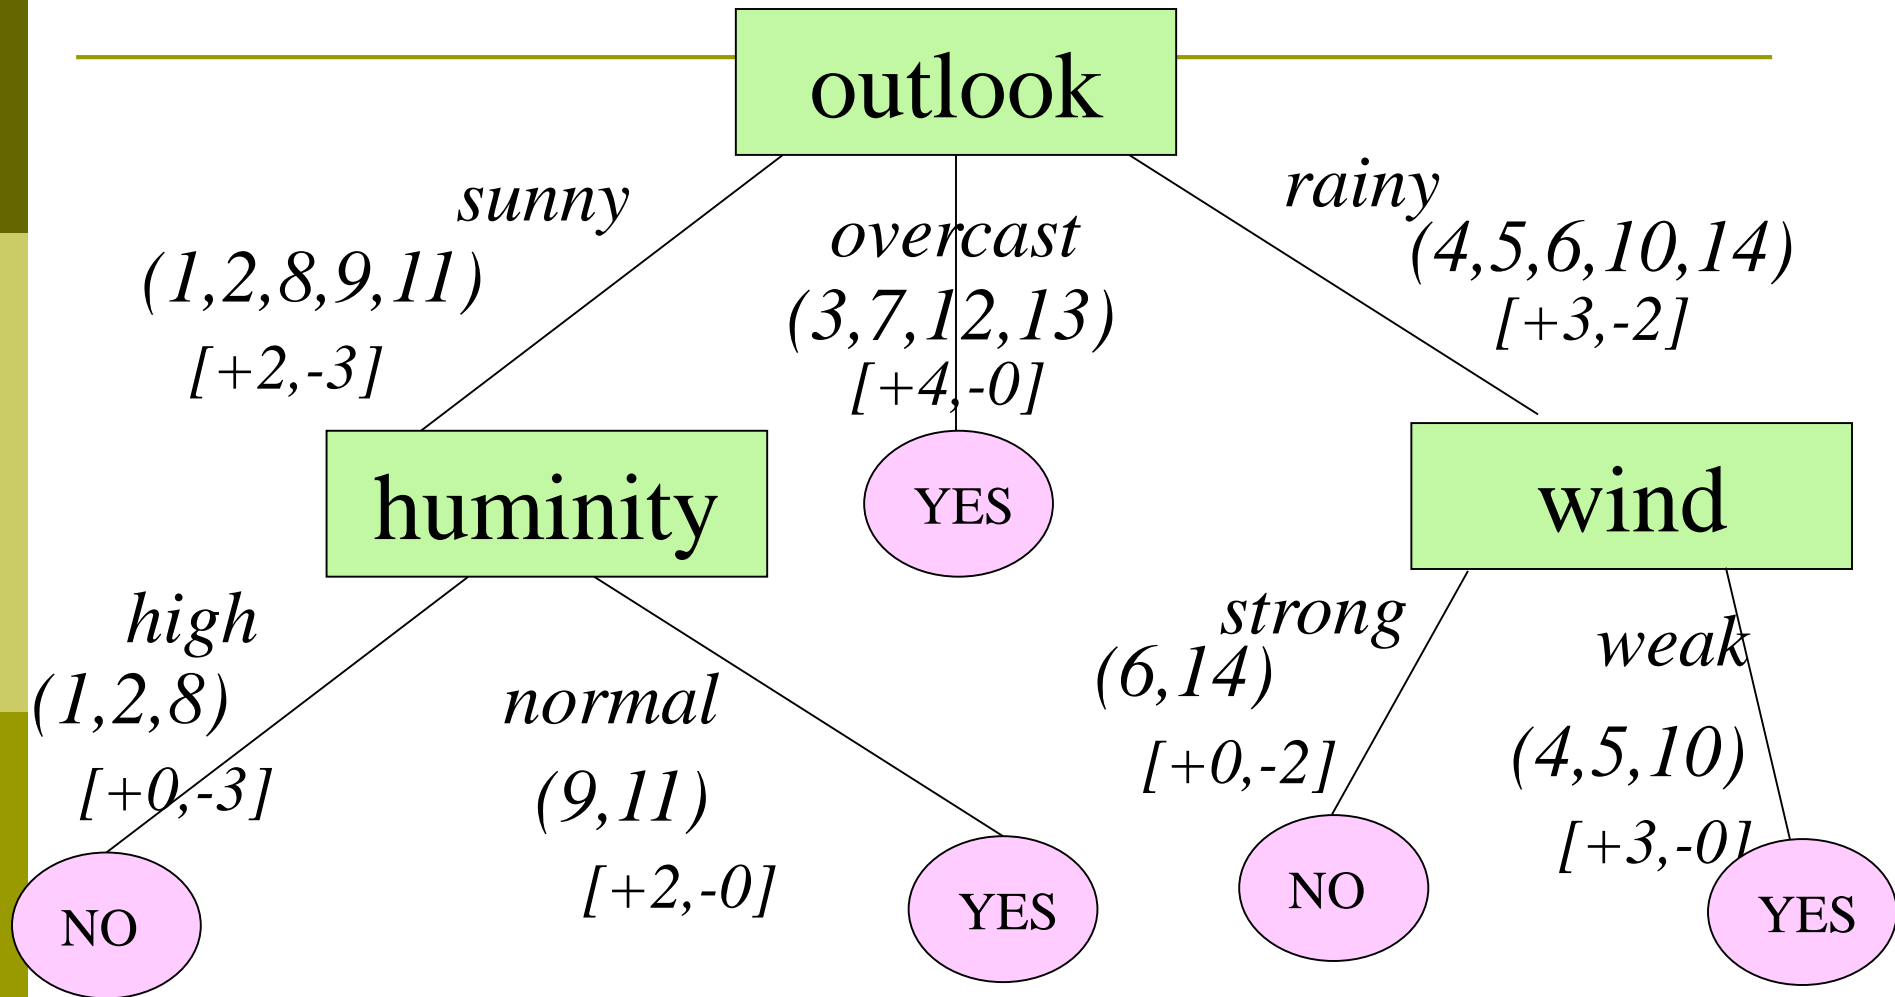 outlook
sunny
overcast
rainy
(1,2,8,9,11)
(3,7,12,13)
(4,5,6,10,14)
[+2,-3]
[+4,-0]
[+3,-2]
huminity
YES
wind
high
(1,2,8)
[+0,-3]
normal
(9,11)
[+2,-0]
strong
(6,14)
[+0,-2]
weak
(4,5,10)
[+3,-0]
NO
YES
NO
YES